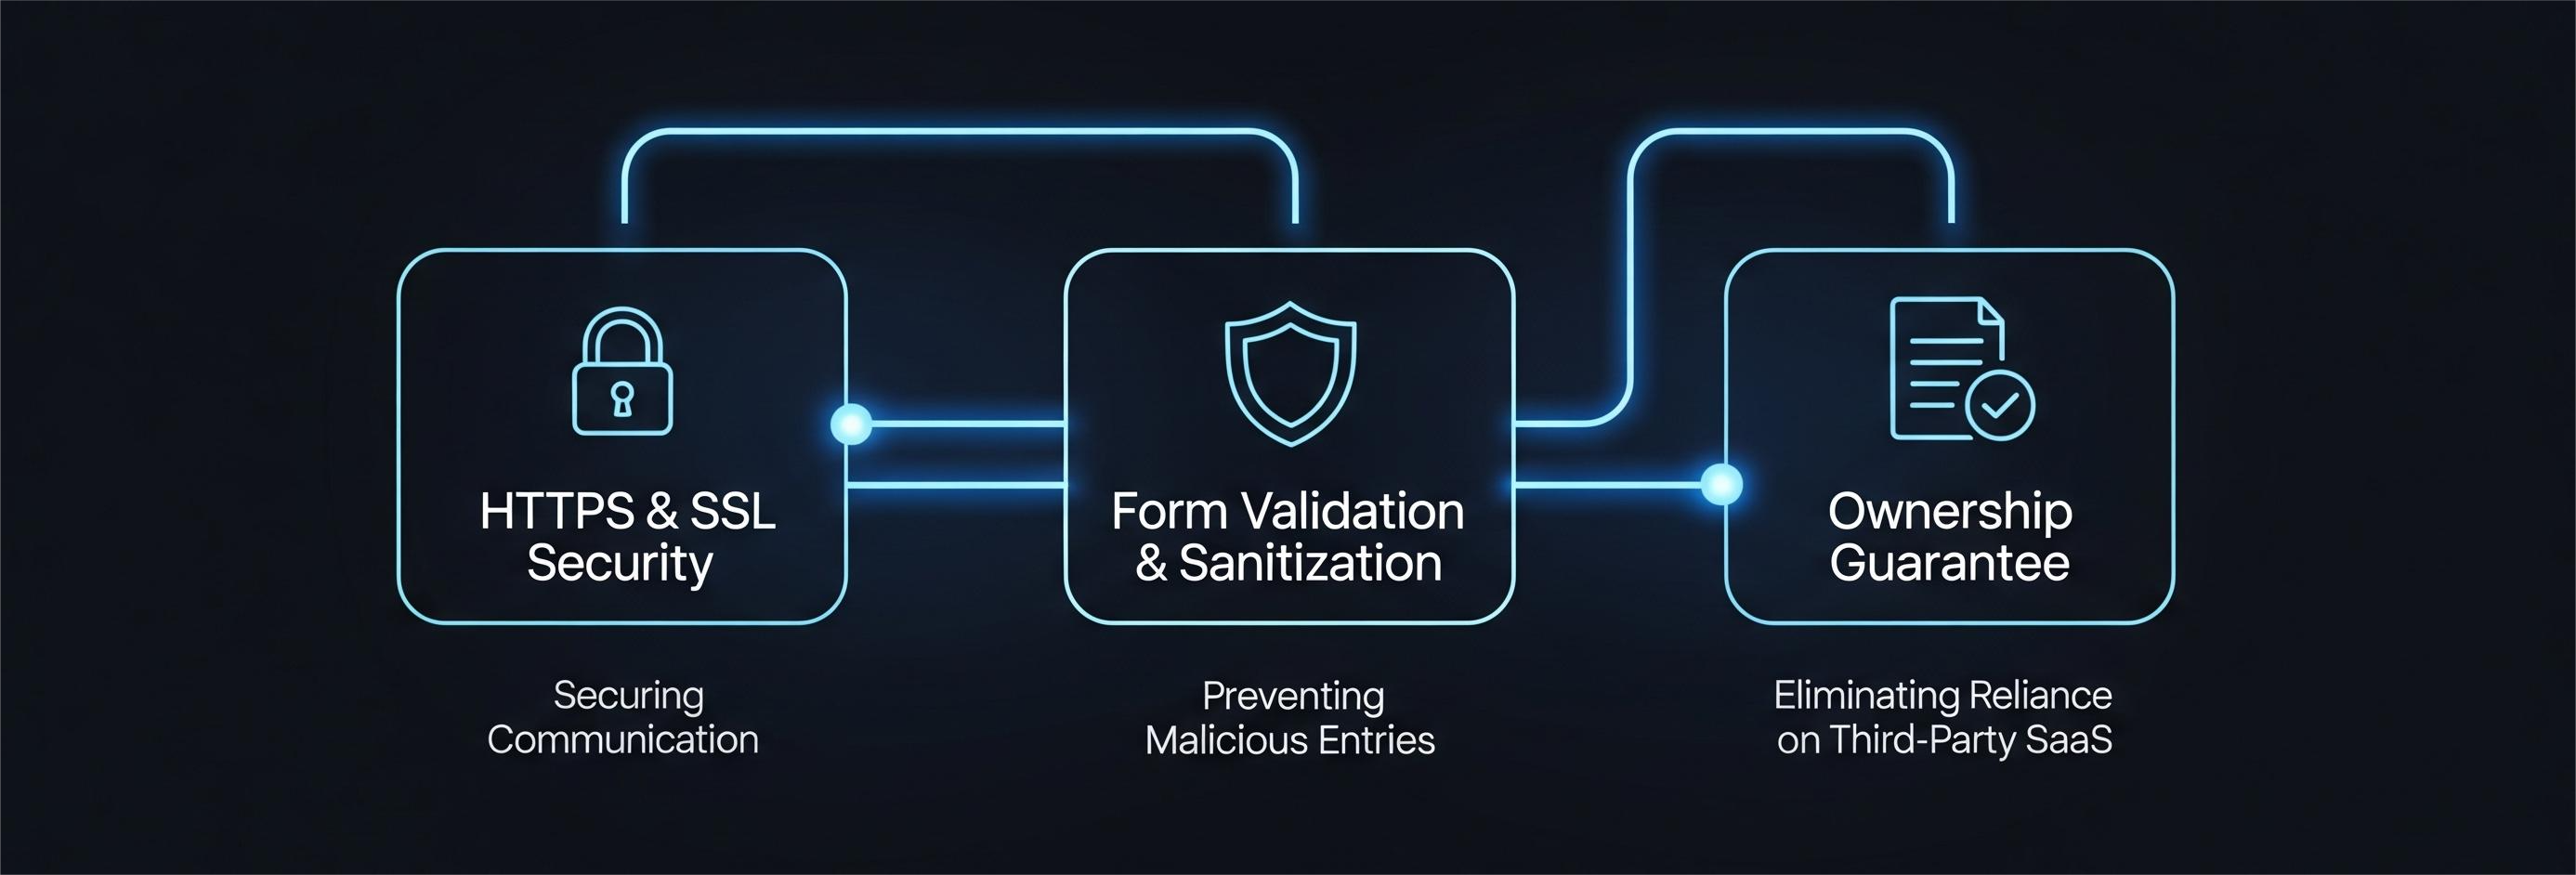 HTTPS & SSL
Security
Form Validation
& Sanitization
Ownership
Guarantee
Securing
Communication
Preventing
Malicious Entries
Eliminating Reliance
on Third-Party SaaS